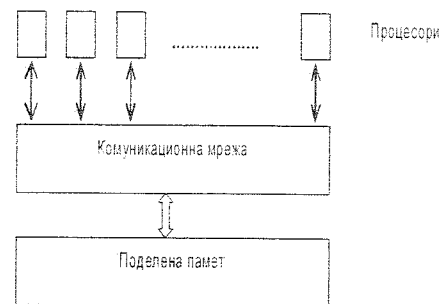 Процесори
Комуникационна мрежа
Поделена памет